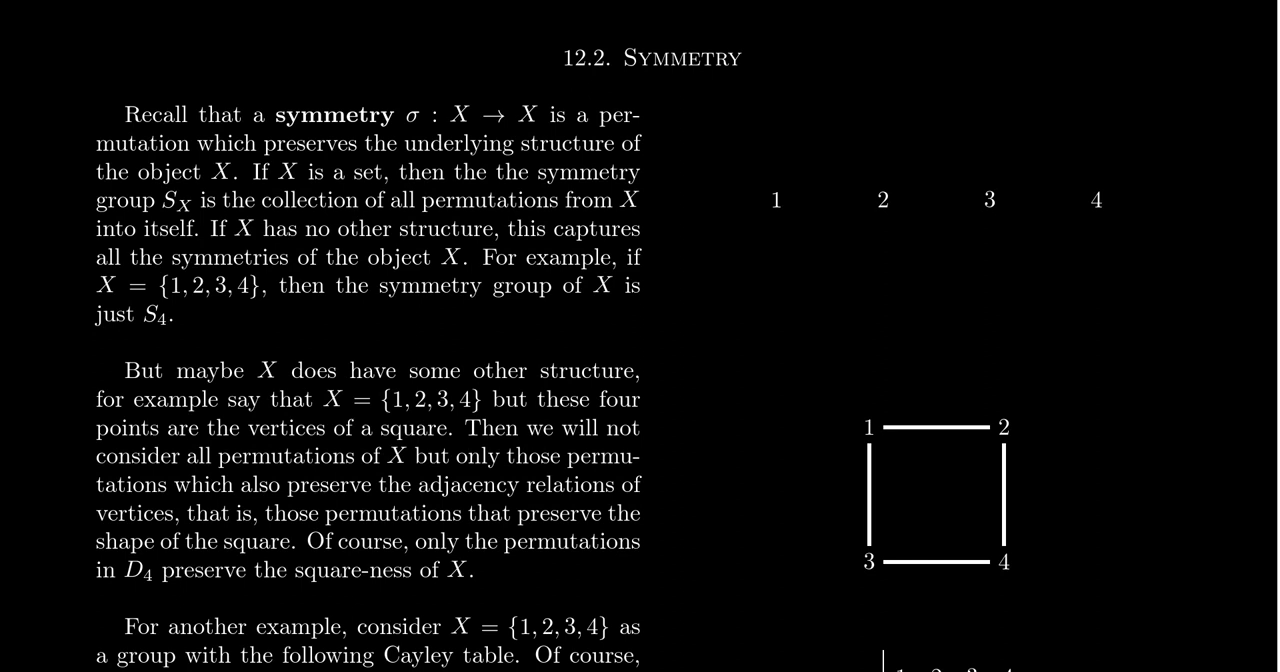 12.2. SYMMETRY
Recall that a symmetry σ : X → X is a per-
mutation which preserves the underlying structure of
the object X. If X is a set, then the the symmetry
group S_X is the collection of all permutations from X
into itself. If X has no other structure, this captures
all the symmetries of the object X. For example, if
X = {1, 2, 3, 4}, then the symmetry group of X is
just S_4.
1 2 3 4
But maybe X does have some other structure,
for example say that X = {1, 2, 3, 4} but these four
points are the vertices of a square. Then we will not
consider all permutations of X but only those permu-
tations which also preserve the adjacency relations of
vertices, that is, those permutations that preserve the
shape of the square. Of course, only the permutations
in D_4 preserve the square-ness of X.
1 2
3 4
For another example, consider X = {1, 2, 3, 4} as
a group with the following Cayley table. Of course,
1 2 3 4